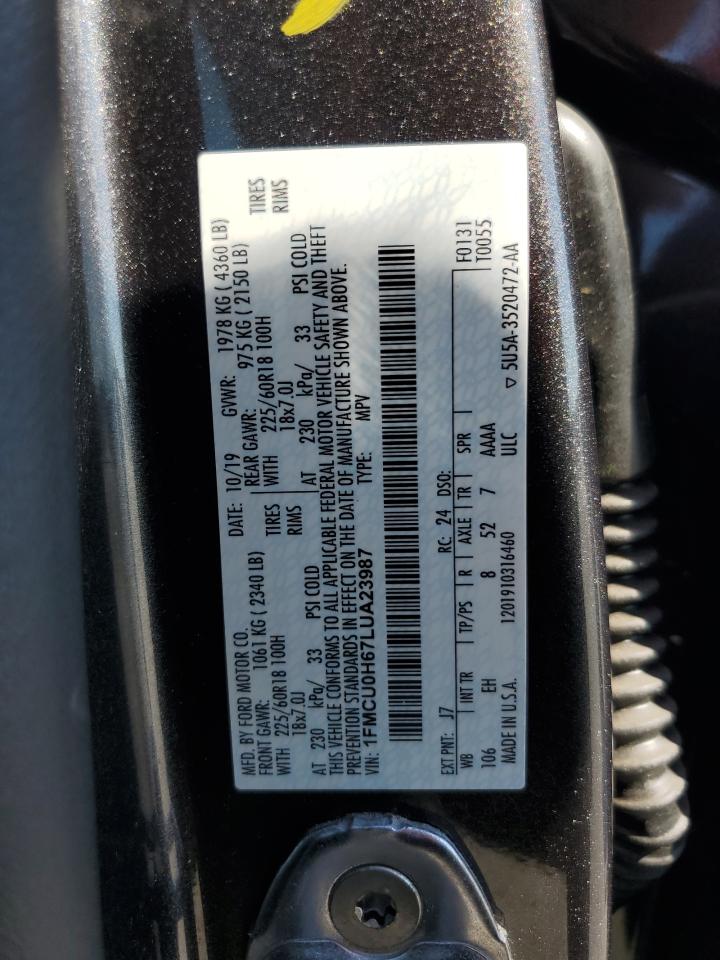 MFD. BY FORD MOTOR CO. DATE: 10/19 GVWR: 1978 KG ( 4360 LB)
FRONT GAWR: 1061 KG ( 2340 LB) REAR GAWR: 975 KG ( 2150 LB)
WITH 225/60R18 100H TIRES WITH 225/60R18 100H TIRES
18x7.0J RIMS 18x7.0J RIMS
AT 230 kPa/ 33 PSI COLD AT 230 kPa/ 33 PSI COLD
THIS VEHICLE CONFORMS TO ALL APPLICABLE FEDERAL MOTOR VEHICLE SAFETY AND THEFT
PREVENTION STANDARDS IN EFFECT ON THE DATE OF MANUFACTURE SHOWN ABOVE.
VIN: 1FMCU0H67LUA23987 TYPE: MPV
F0131
EXT PNT: J7 RC: 24 DSO: T0055
WB INT TR TP/PS R AXLE TR SPR
106 EH 8 52 7 AAAA ▽ 5U5A-3520472-AA
MADE IN U.S.A. 1201910316460 ULC